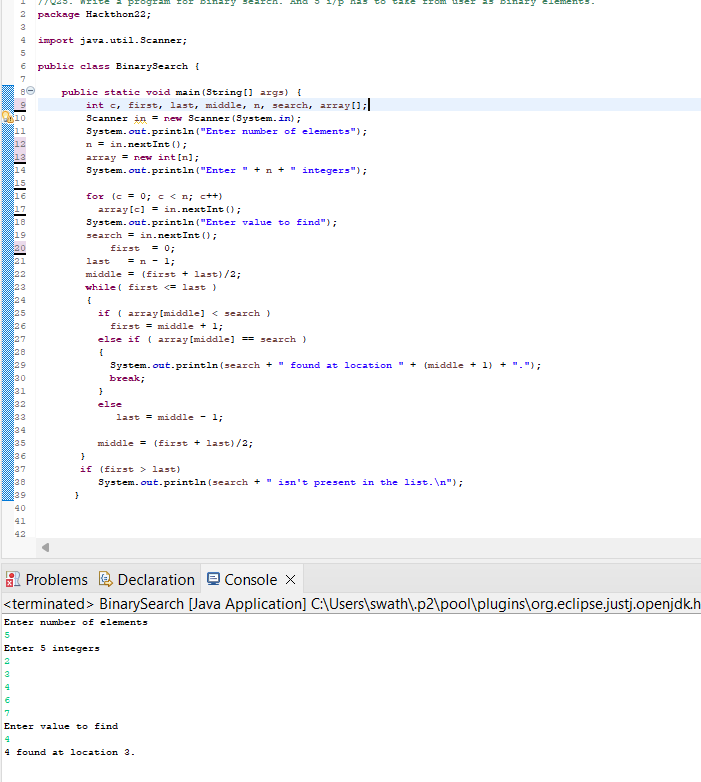 1 //Q25. Write a program for binary search. And 5 i/p has to take from user as binary elements.
2 package Hackthon22;
3
4 import java.util.Scanner;
5
6 public class BinarySearch {
7
8 public static void main(String[] args) {
9 int c, first, last, middle, n, search, array[];
10 Scanner in = new Scanner(System.in);
11 System.out.println("Enter number of elements");
12 n = in.nextInt();
13 array = new int[n];
14 System.out.println("Enter " + n + " integers");
15
16 for (c = 0; c < n; c++)
17 array[c] = in.nextInt();
18 System.out.println("Enter value to find");
19 search = in.nextInt();
20 first  = 0;
21 last   = n - 1;
22 middle = (first + last)/2;
23 while( first <= last )
24 {
25 if ( array[middle] < search )
26 first = middle + 1;
27 else if ( array[middle] == search )
28 {
29 System.out.println(search + " found at location " + (middle + 1) + ".");
30 break;
31 }
32 else
33 last = middle - 1;
34
35 middle = (first + last)/2;
36 }
37 if (first > last)
38 System.out.println(search + " isn't present in the list.\n");
39 }
40
41
42
Problems Declaration Console
<terminated> BinarySearch [Java Application] C:\Users\swath\.p2\pool\plugins\org.eclipse.justj.openjdk.h
Enter number of elements
5
Enter 5 integers
2
3
4
6
7
Enter value to find
4
4 found at location 3.